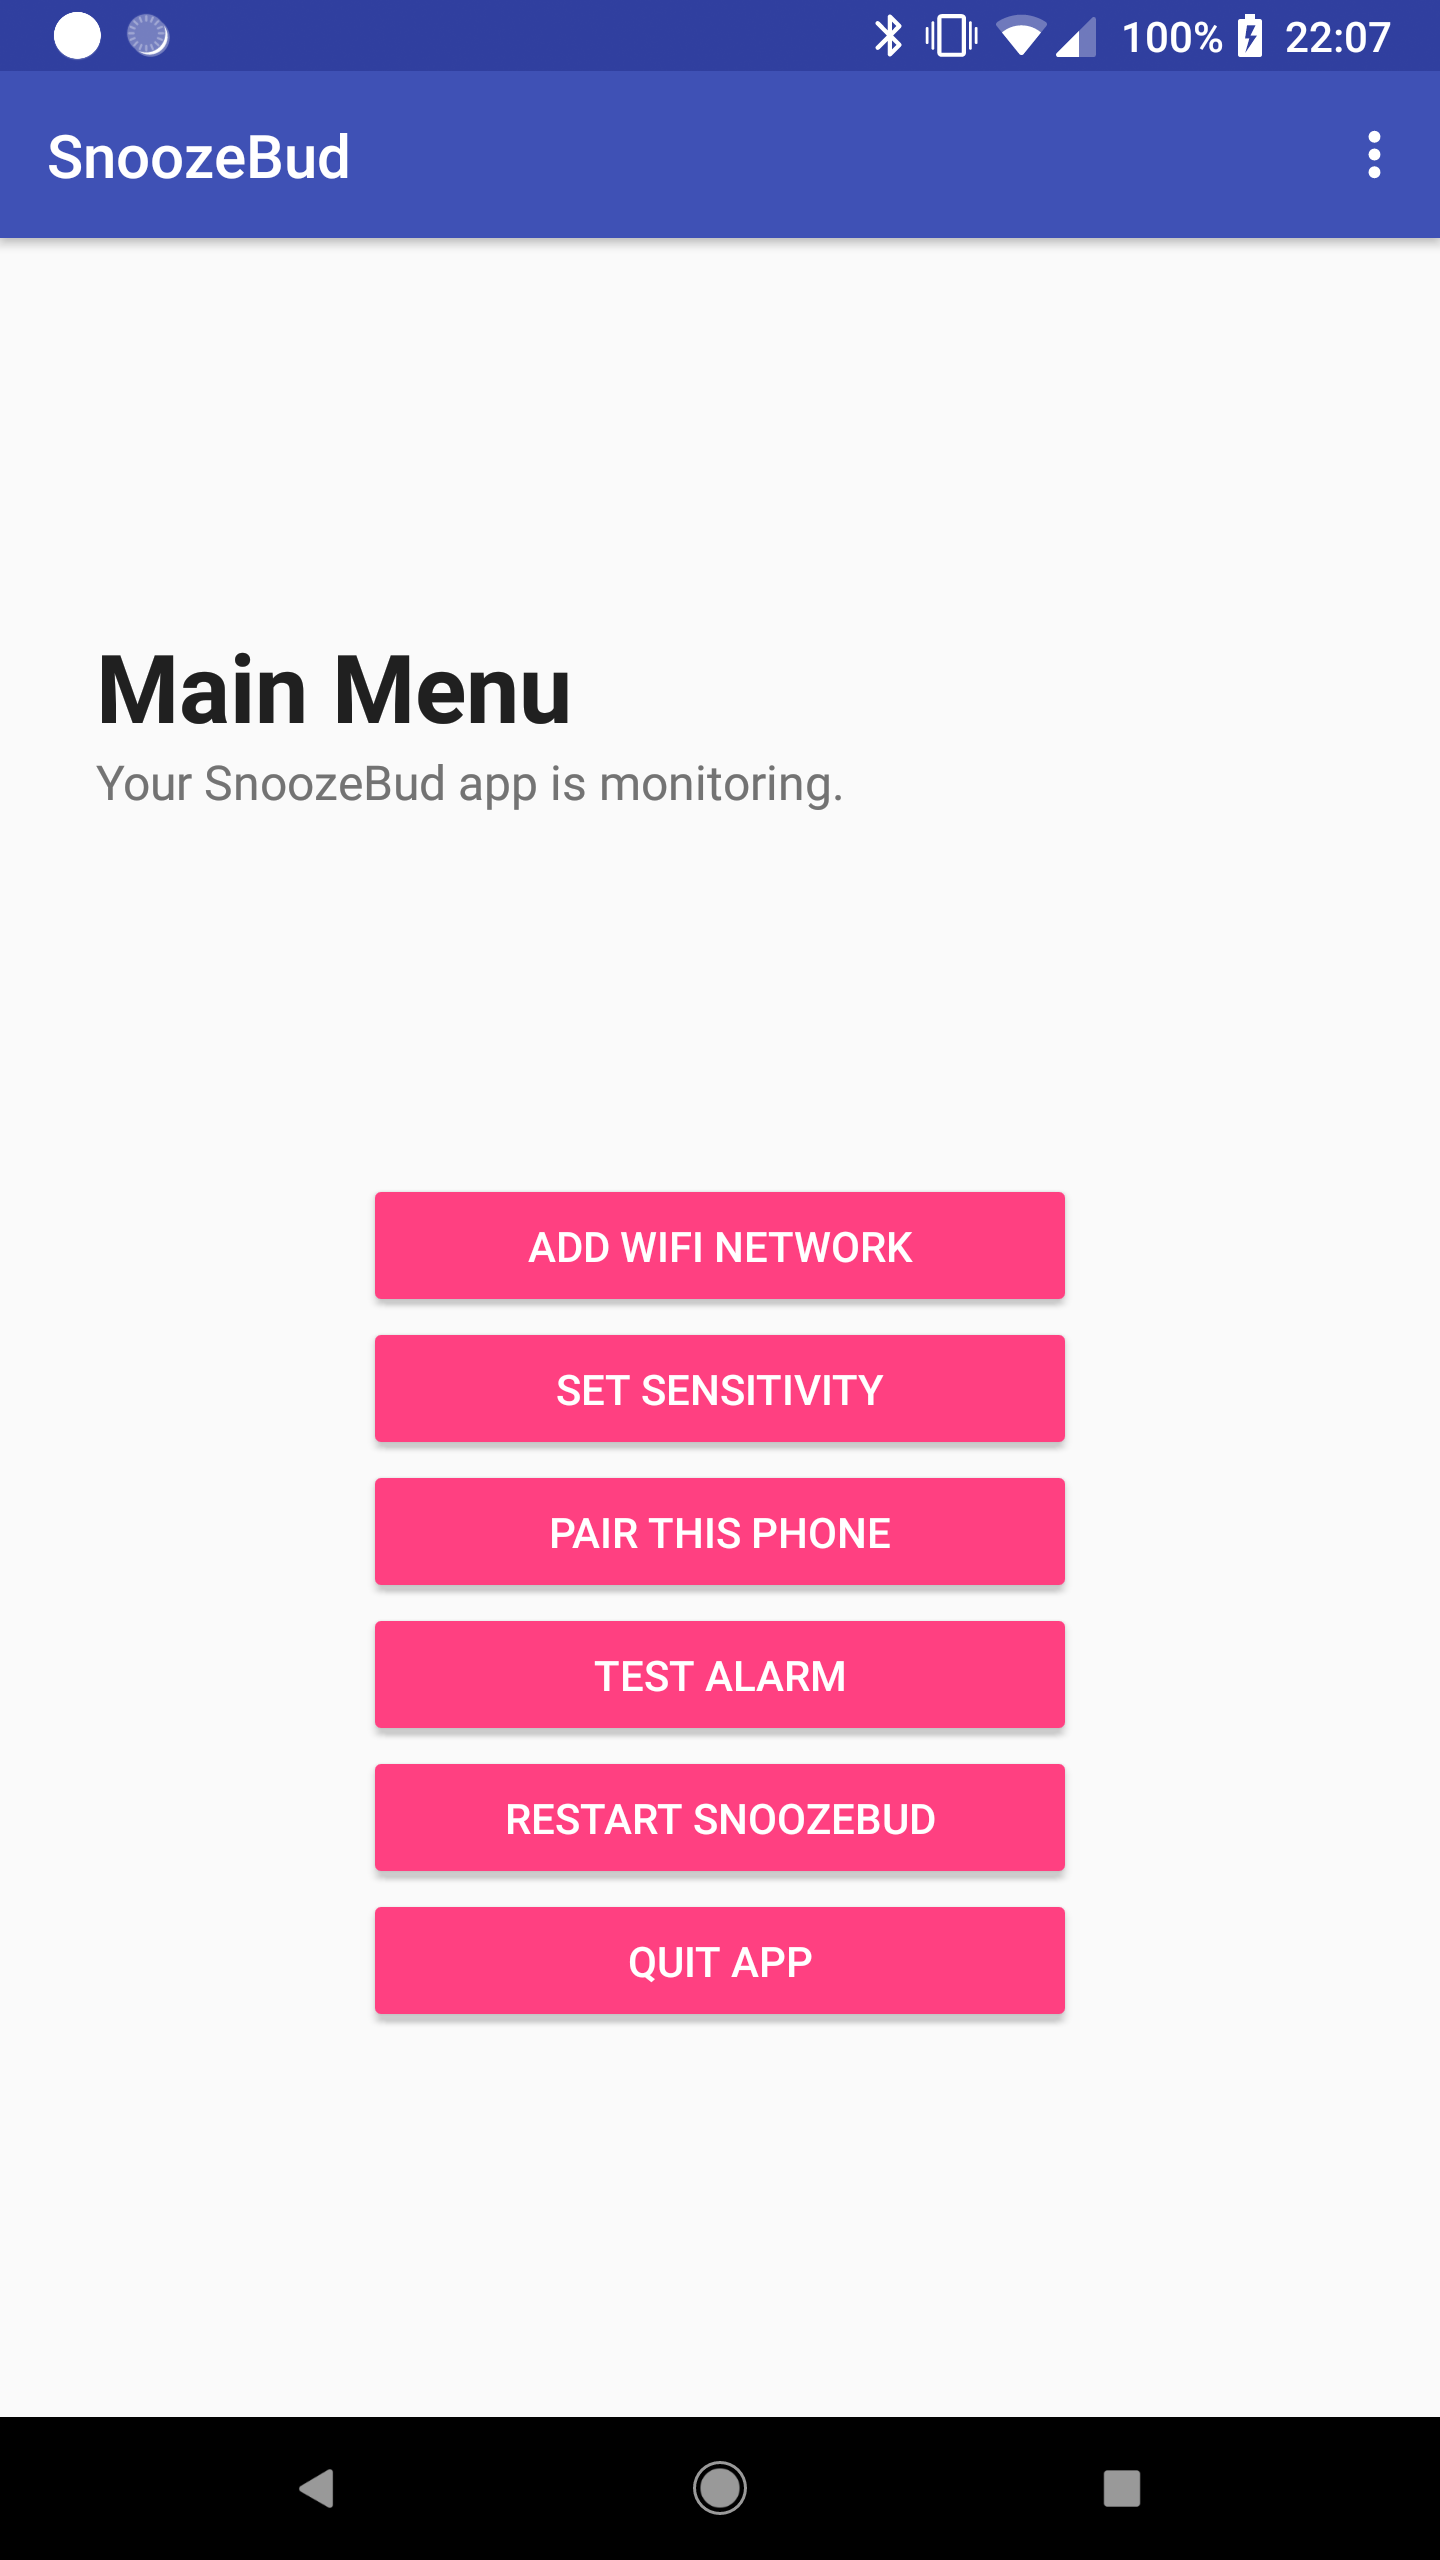 100% 22:07
SnoozeBud
Main Menu
Your SnoozeBud app is monitoring.
ADD WIFI NETWORK
SET SENSITIVITY
PAIR THIS PHONE
TEST ALARM
RESTART SNOOZEBUD
QUIT APP